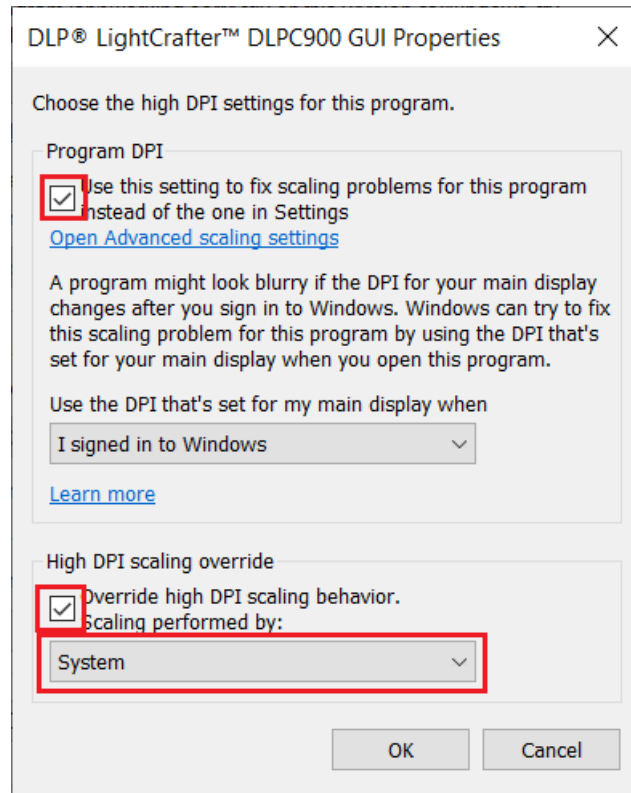 DLP® LightCrafter™ DLPC900 GUI Properties
Choose the high DPI settings for this program.
Program DPI
Use this setting to fix scaling problems for this program
instead of the one in Settings
Open Advanced scaling settings
A program might look blurry if the DPI for your main display
changes after you sign in to Windows. Windows can try to fix
this scaling problem for this program by using the DPI that's
set for your main display when you open this program.
Use the DPI that's set for my main display when
I signed in to Windows
Learn more
High DPI scaling override
Override high DPI scaling behavior.
Scaling performed by:
System
OK
Cancel